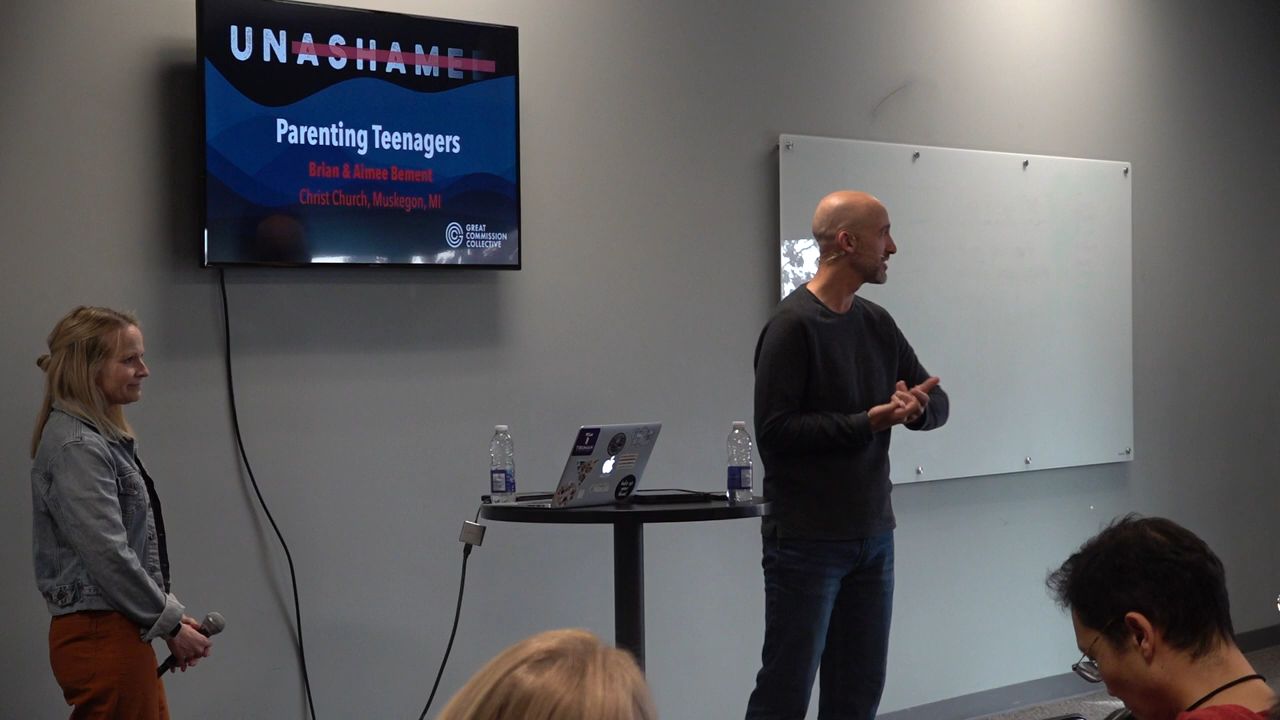 UNASHAMED
Parenting Teenagers
Brian & Aimee Bement
Christ Church, Muskegon, MI
GREAT
COMMISSION
COLLECTIVE